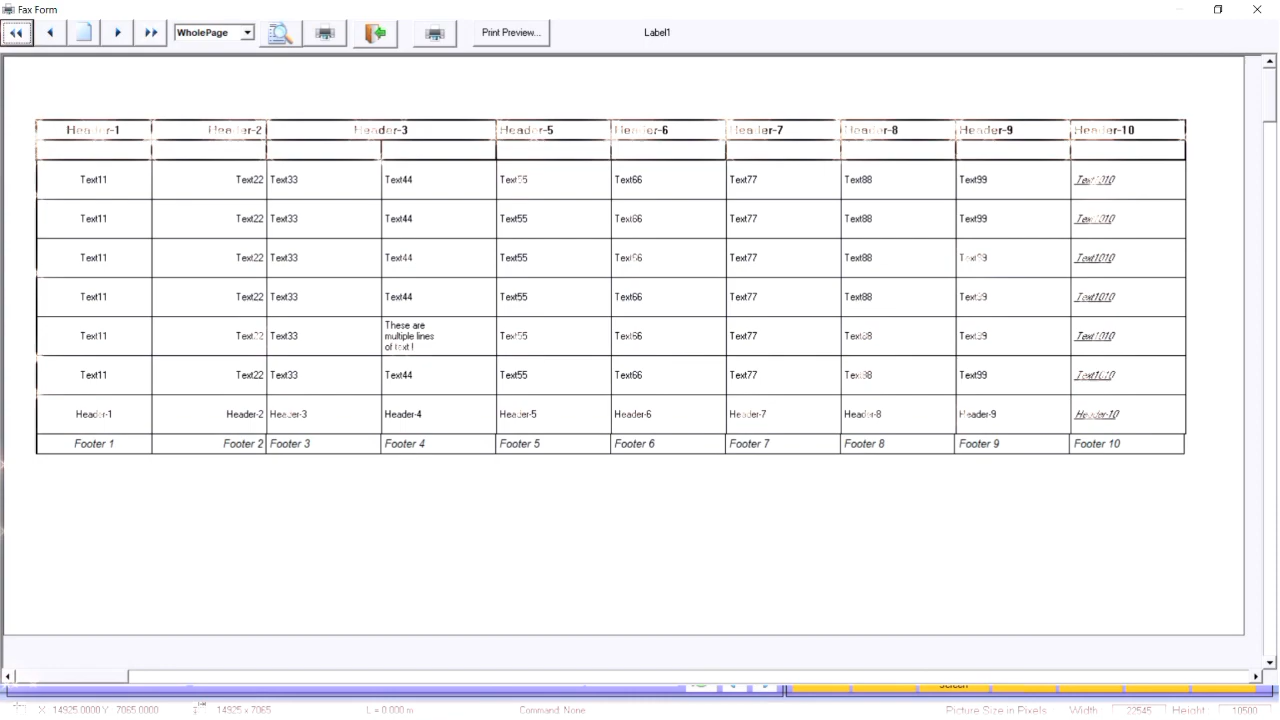 Fax Form
WholePage Print Preview... Label1
Header-1 Header-2 Header-3 Header-5 Header-6 Header-7 Header-8 Header-9 Header-10
Text11 Text22 Text33 Text44 Text55 Text66 Text77 Text88 Text99 Text1010
Text11 Text22 Text33 Text44 Text55 Text66 Text77 Text88 Text99 Text1010
Text11 Text22 Text33 Text44 Text55 Text66 Text77 Text88 Text99 Text1010
Text11 Text22 Text33 Text44 Text55 Text66 Text77 Text88 Text99 Text1010
Text11 Text22 Text33 These are
multiple lines
of text ! Text55 Text66 Text77 Text88 Text99 Text1010
Text11 Text22 Text33 Text44 Text55 Text66 Text77 Text88 Text99 Text1010
Header-1 Header-2 Header-3 Header-4 Header-5 Header-6 Header-7 Header-8 Header-9 Header-10
Footer 1 Footer 2 Footer 3 Footer 4 Footer 5 Footer 6 Footer 7 Footer 8 Footer 9 Footer 10
Screen
X 14925.0000 Y 7065.0000 14925 x 7065 L = 0.000 m Command: None Picture Size in Pixels Width 22545 Height: 10500